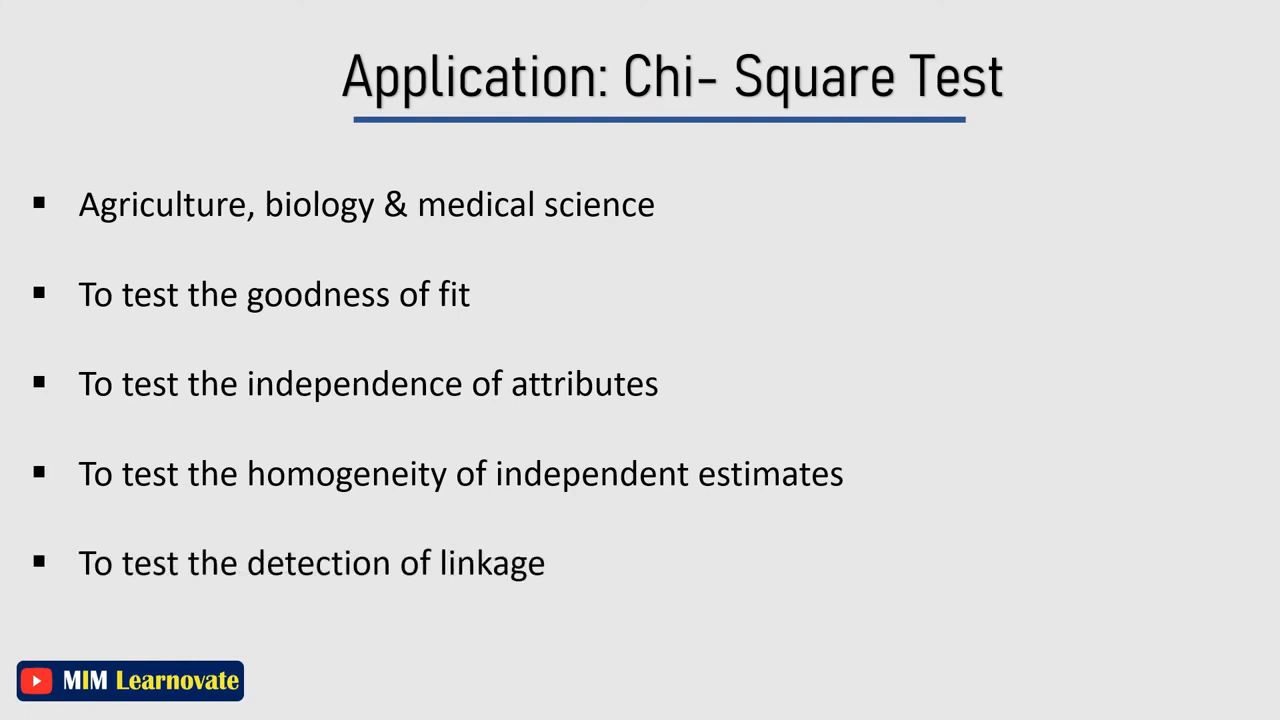 Application: Chi- Square Test
▪ Agriculture, biology & medical science
▪ To test the goodness of fit
▪ To test the independence of attributes
▪ To test the homogeneity of independent estimates
▪ To test the detection of linkage
MIM Learnovate